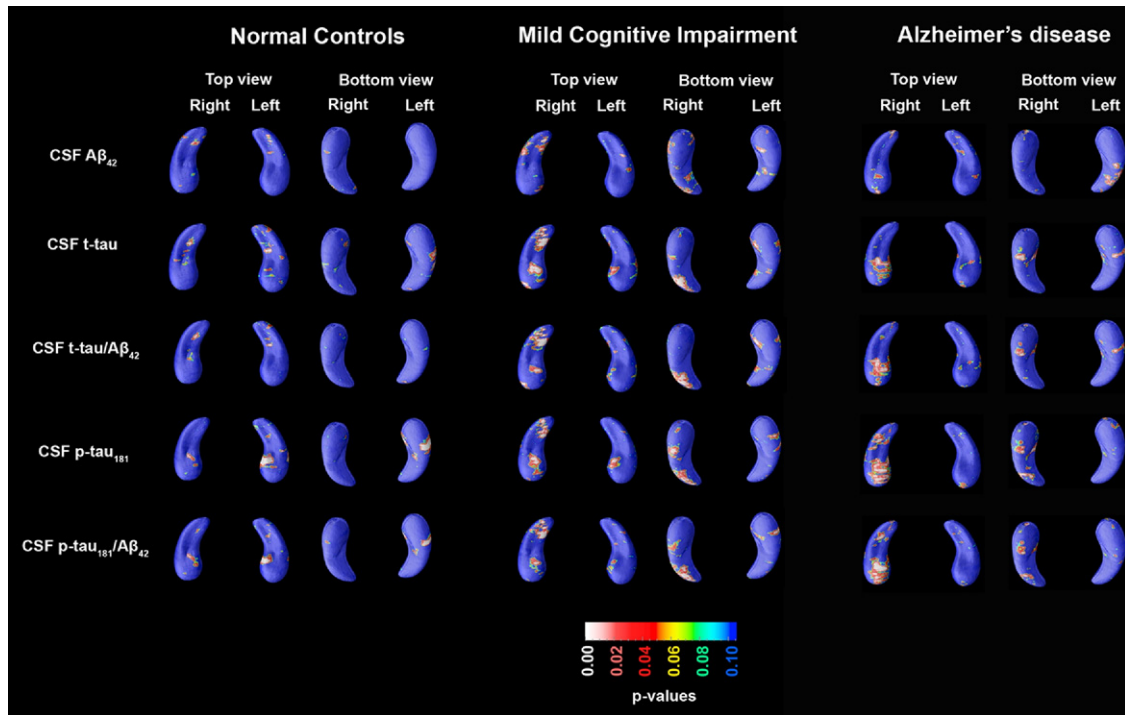 Normal Controls Mild Cognitive Impairment Alzheimer's disease
Top view Bottom view Top view Bottom view Top view Bottom view
Right Left Right Left Right Left Right Left Right Left Right Left
CSF Aβ₄₂
CSF t-tau
CSF t-tau/Aβ₄₂
CSF p-tau₁₈₁
CSF p-tau₁₈₁/Aβ₄₂
0.00 0.02 0.04 0.06 0.08 0.10
p-values